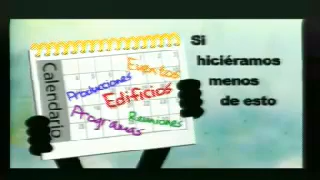 Calendario
Eventos
Producciones
Edificios
Programas
Reuniones
Si
hiciéramos
menos
de esto